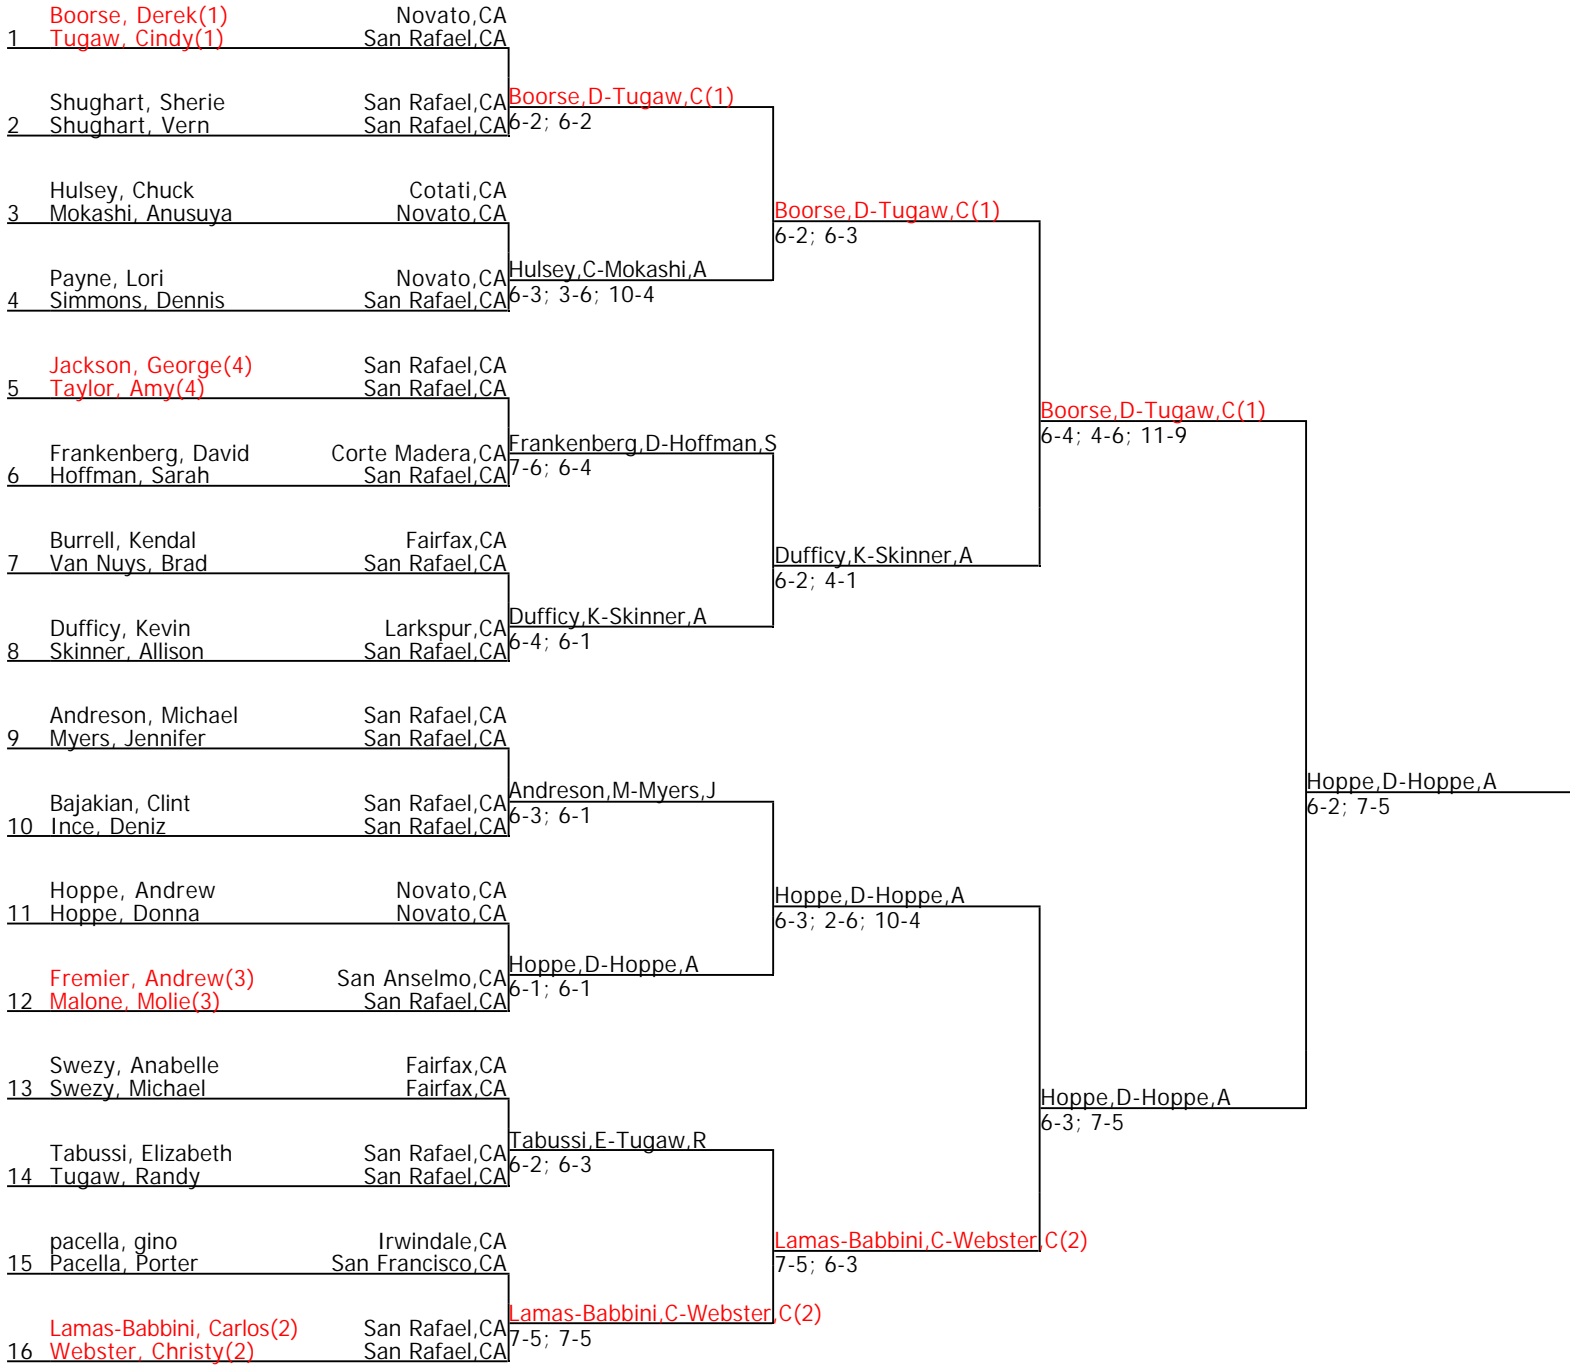 Boorse, Derek(1) Novato,CA
1 Tugaw, Cindy(1) San Rafael,CA
Shughart, Sherie San Rafael,CA
2 Shughart, Vern San Rafael,CA
Boorse,D-Tugaw,C(1)
6-2; 6-2
Hulsey, Chuck Cotati,CA
3 Mokashi, Anusuya Novato,CA
Boorse,D-Tugaw,C(1)
6-2; 6-3
Payne, Lori Novato,CA
4 Simmons, Dennis San Rafael,CA
Hulsey,C-Mokashi,A
6-3; 3-6; 10-4
Jackson, George(4) San Rafael,CA
5 Taylor, Amy(4) San Rafael,CA
Boorse,D-Tugaw,C(1)
6-4; 4-6; 11-9
Frankenberg, David Corte Madera,CA
6 Hoffman, Sarah San Rafael,CA
Frankenberg,D-Hoffman,S
7-6; 6-4
Burrell, Kendal Fairfax,CA
7 Van Nuys, Brad San Rafael,CA
Dufficy,K-Skinner,A
6-2; 4-1
Dufficy, Kevin Larkspur,CA
8 Skinner, Allison San Rafael,CA
Dufficy,K-Skinner,A
6-4; 6-1
Andreson, Michael San Rafael,CA
9 Myers, Jennifer San Rafael,CA
Hoppe,D-Hoppe,A
6-2; 7-5
Bajakian, Clint San Rafael,CA
10 Ince, Deniz San Rafael,CA
Andreson,M-Myers,J
6-3; 6-1
Hoppe, Andrew Novato,CA
11 Hoppe, Donna Novato,CA
Hoppe,D-Hoppe,A
6-3; 2-6; 10-4
Fremier, Andrew(3) San Anselmo,CA
12 Malone, Molie(3) San Rafael,CA
Hoppe,D-Hoppe,A
6-1; 6-1
Swezy, Anabelle Fairfax,CA
13 Swezy, Michael Fairfax,CA
Hoppe,D-Hoppe,A
6-3; 7-5
Tabussi, Elizabeth San Rafael,CA
14 Tugaw, Randy San Rafael,CA
Tabussi,E-Tugaw,R
6-2; 6-3
pacella, gino Irwindale,CA
15 Pacella, Porter San Francisco,CA
Lamas-Babbini,C-Webster,C(2)
7-5; 6-3
Lamas-Babbini, Carlos(2) San Rafael,CA
16 Webster, Christy(2) San Rafael,CA
Lamas-Babbini,C-Webster,C(2)
7-5; 7-5